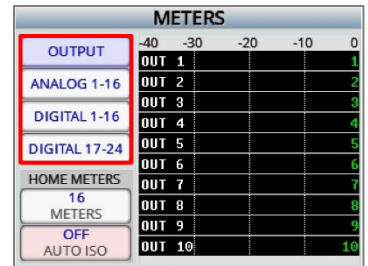 METERS
OUTPUT
ANALOG 1-16
DIGITAL 1-16
DIGITAL 17-24
HOME METERS
16
METERS
OFF
AUTO ISO
-40 -30 -20 -10 0
OUT 1 1
OUT 2 2
OUT 3 3
OUT 4 4
OUT 5 5
OUT 6 6
OUT 7 7
OUT 8 8
OUT 9 9
OUT 10 10